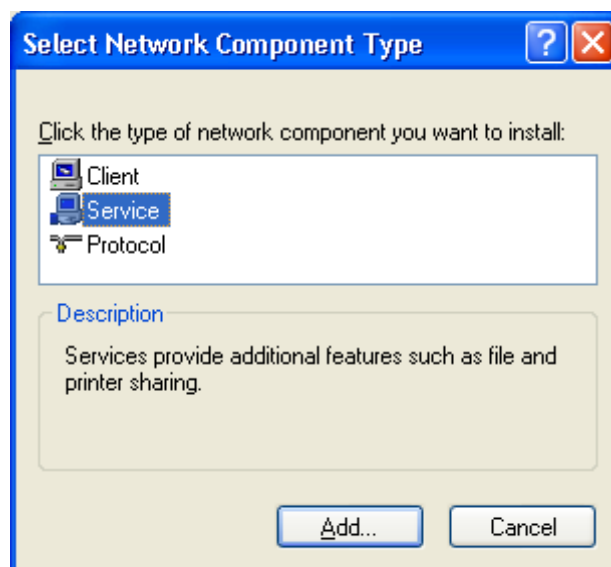 Select Network Component Type
Click the type of network component you want to install:
Client
Service
Protocol
Description
Services provide additional features such as file and
printer sharing.
Add...
Cancel